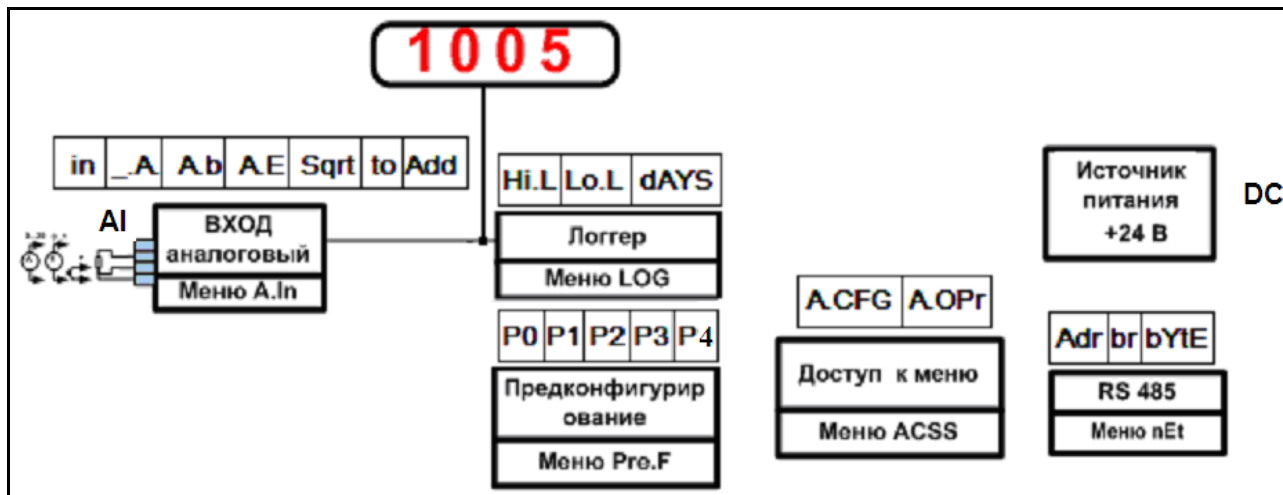 1005
in _.A. A.b A.E Sqrt to Add
Hi.L Lo.L dAYS
AI
ВХОД
аналоговый
Меню A.In
Логгер
Меню LOG
Источник
питания
+24 В
DC
P0 P1 P2 P3 P4
Предконфигурир
ование
Меню Pre.F
A.CFG A.OPr
Доступ к меню
Меню ACSS
Adr br bYtE
RS 485
Меню nEt